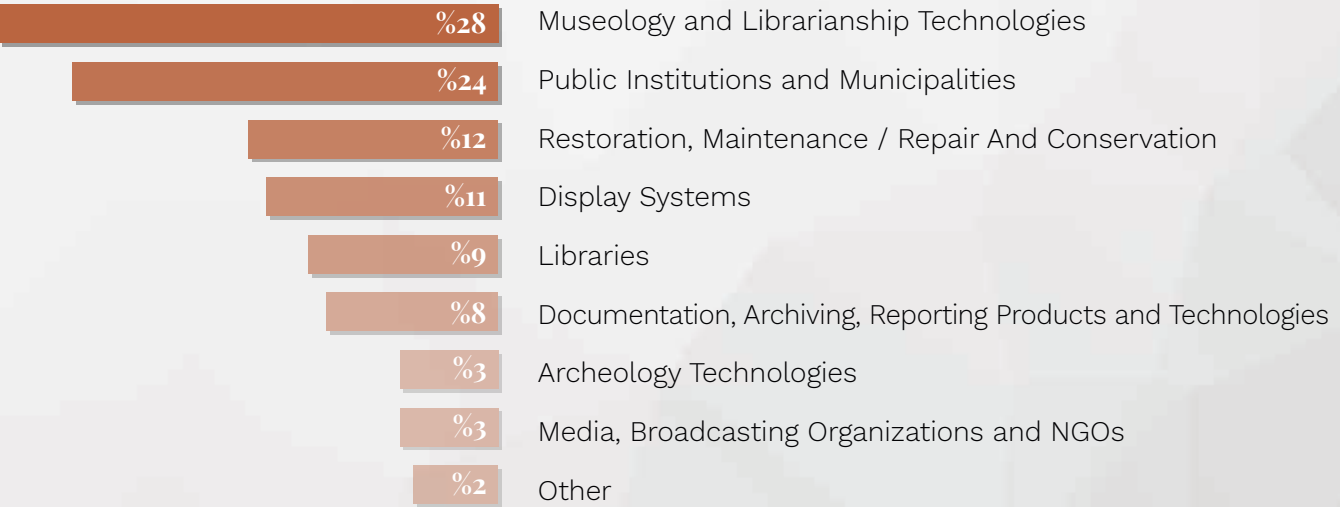 %28 Museology and Librarianship Technologies
%24 Public Institutions and Municipalities
%12 Restoration, Maintenance / Repair And Conservation
%11 Display Systems
%9 Libraries
%8 Documentation, Archiving, Reporting Products and Technologies
%3 Archeology Technologies
%3 Media, Broadcasting Organizations and NGOs
%2 Other